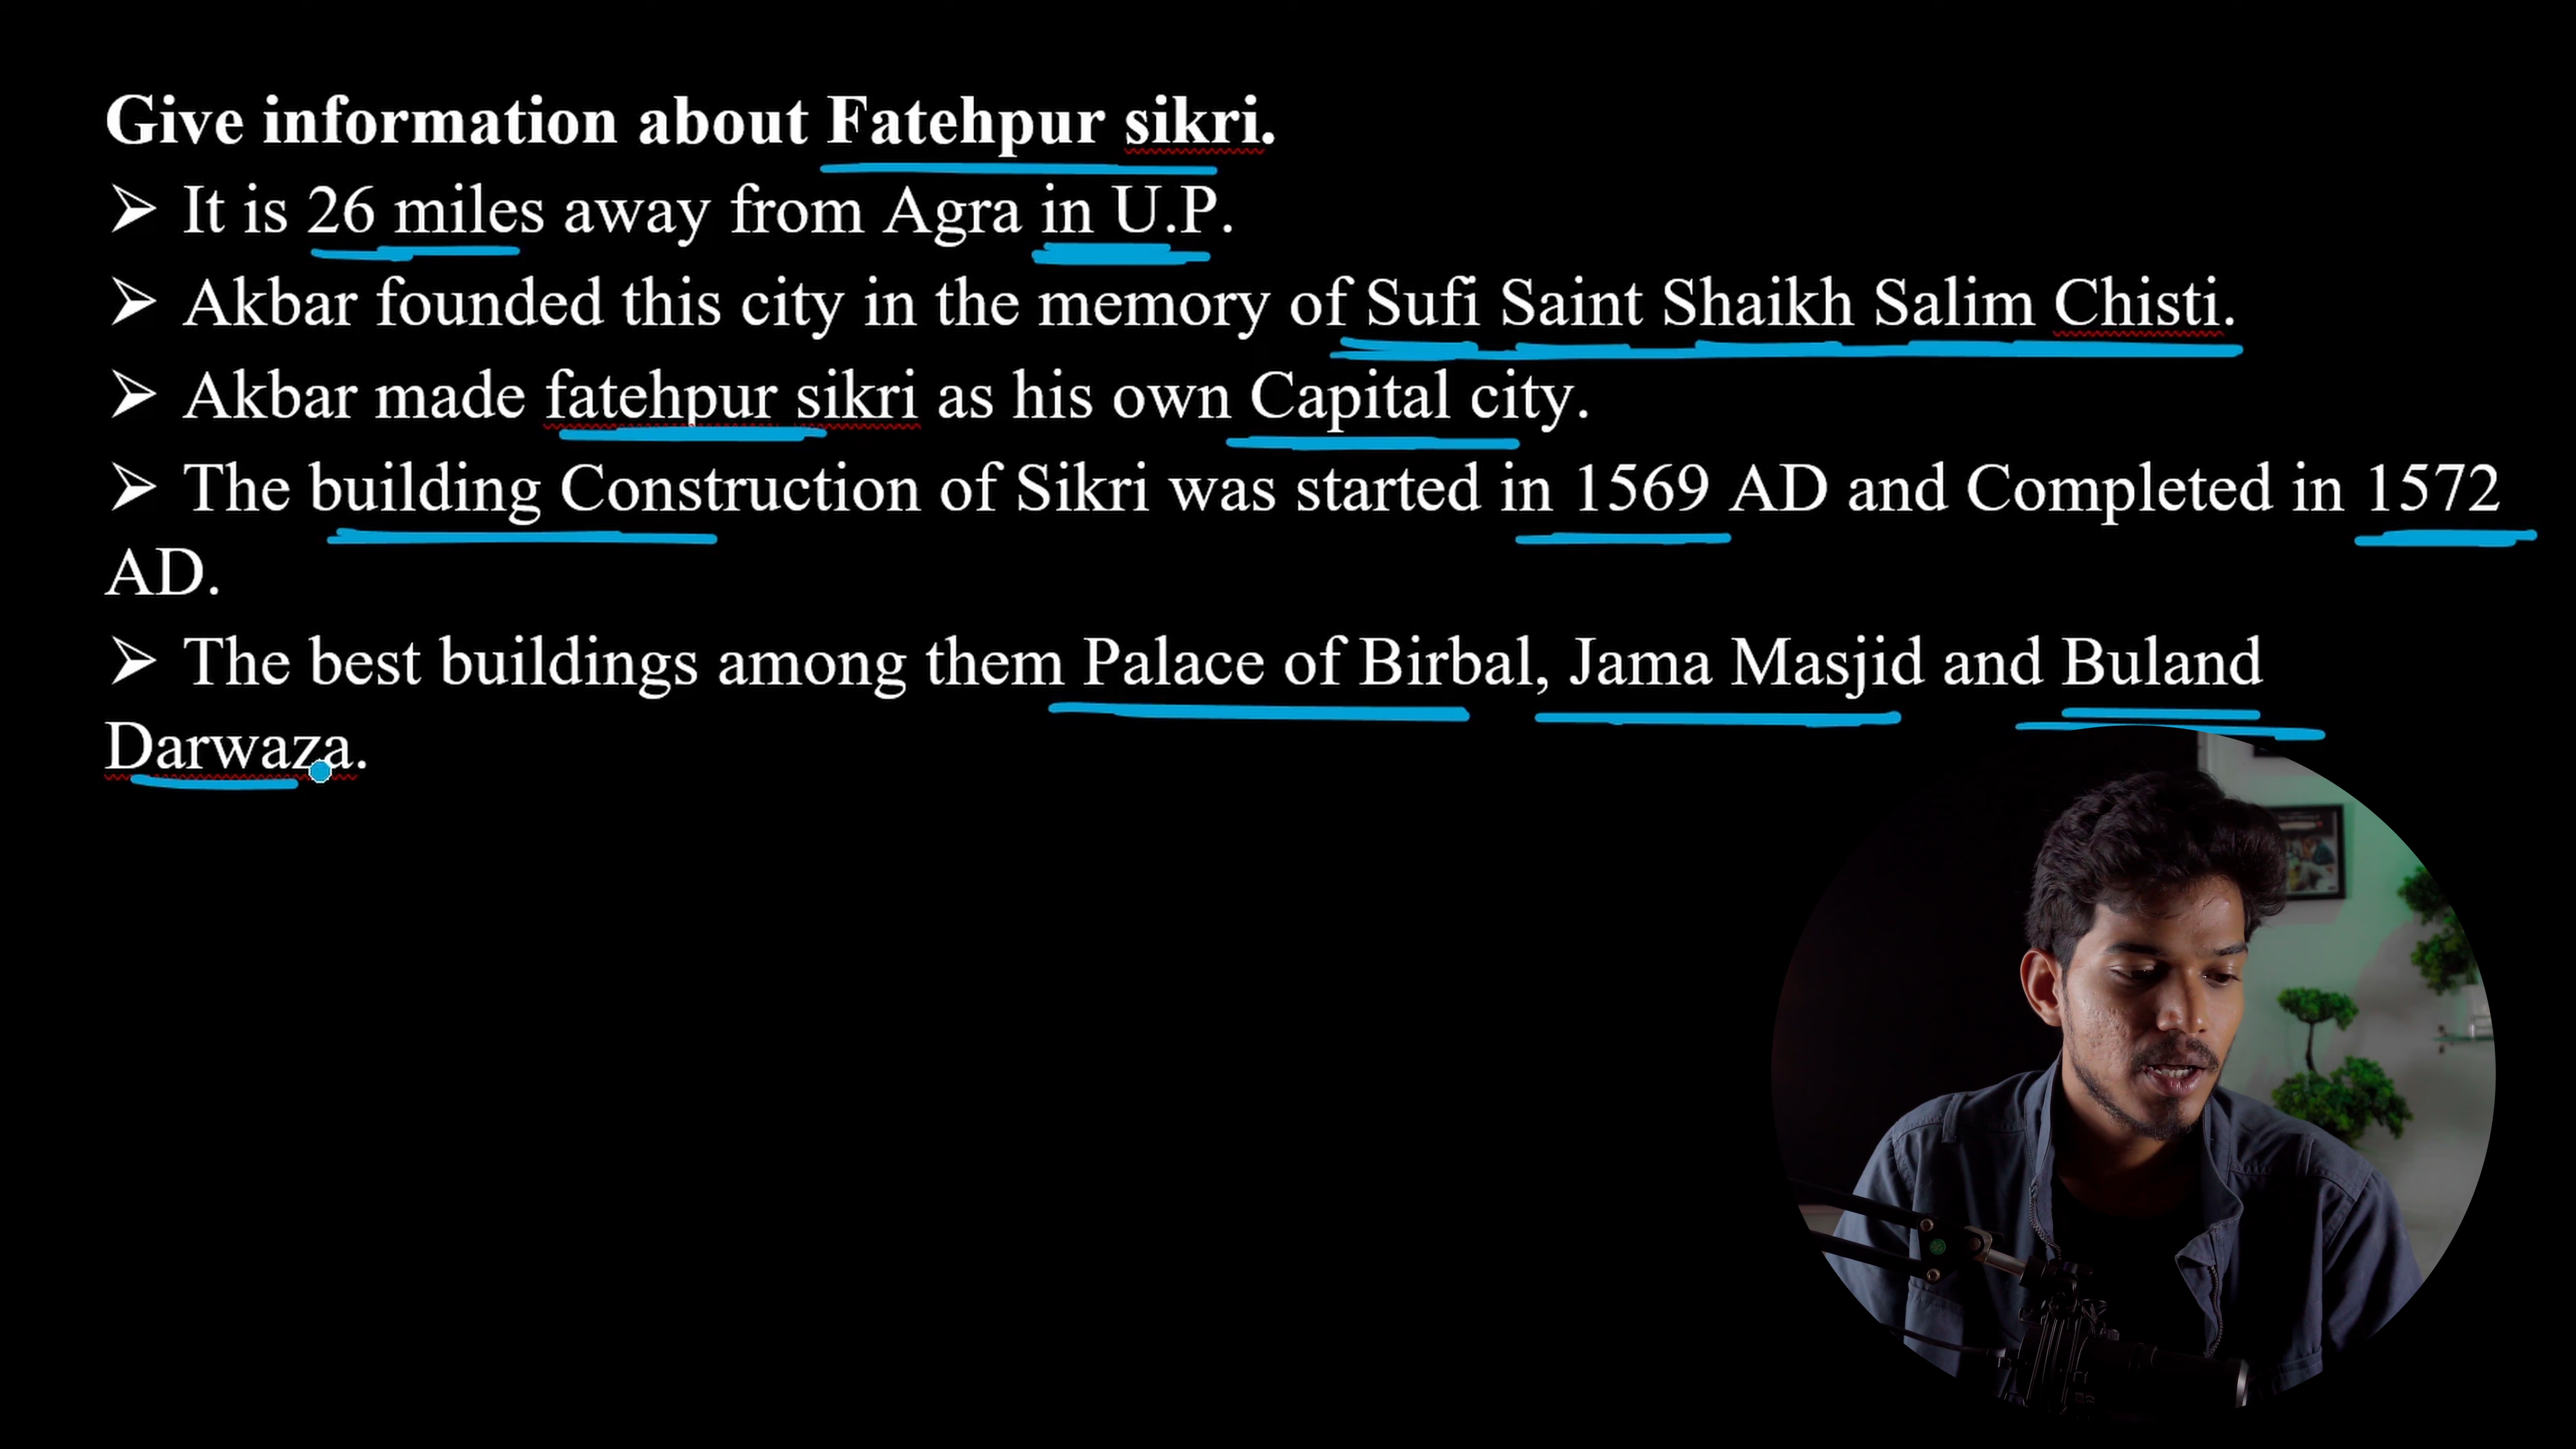 Give information about Fatehpur sikri.
➢ It is 26 miles away from Agra in U.P.
➢ Akbar founded this city in the memory of Sufi Saint Shaikh Salim Chisti.
➢ Akbar made fatehpur sikri as his own Capital city.
➢ The building Construction of Sikri was started in 1569 AD and Completed in 1572
AD.
➢ The best buildings among them Palace of Birbal, Jama Masjid and Buland
Darwaza.